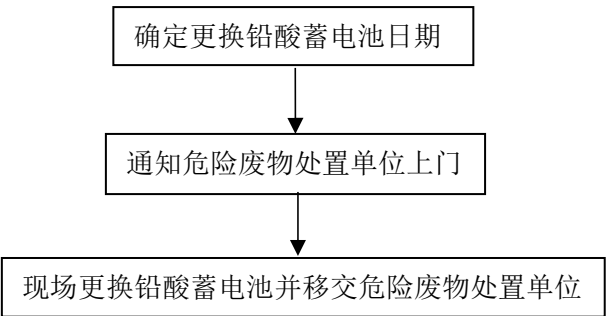 确定更换铅酸蓄电池日期
通知危险废物处置单位上门
现场更换铅酸蓄电池并移交危险废物处置单位